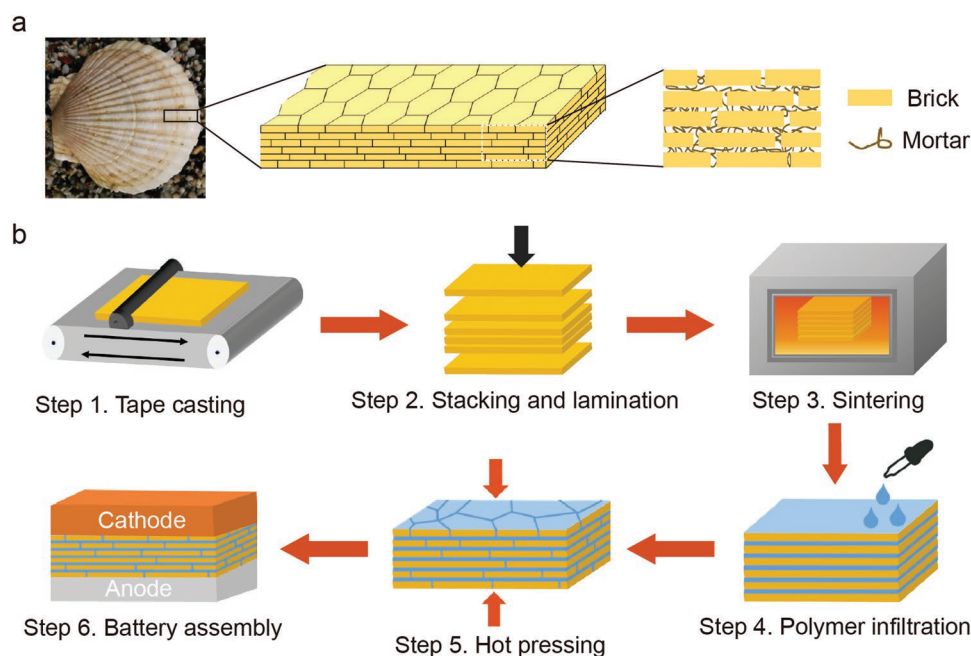 a
Brick
Mortar
b
Step 1. Tape casting
Step 2. Stacking and lamination
Step 3. Sintering
Cathode
Anode
Step 6. Battery assembly
Step 5. Hot pressing
Step 4. Polymer infiltration